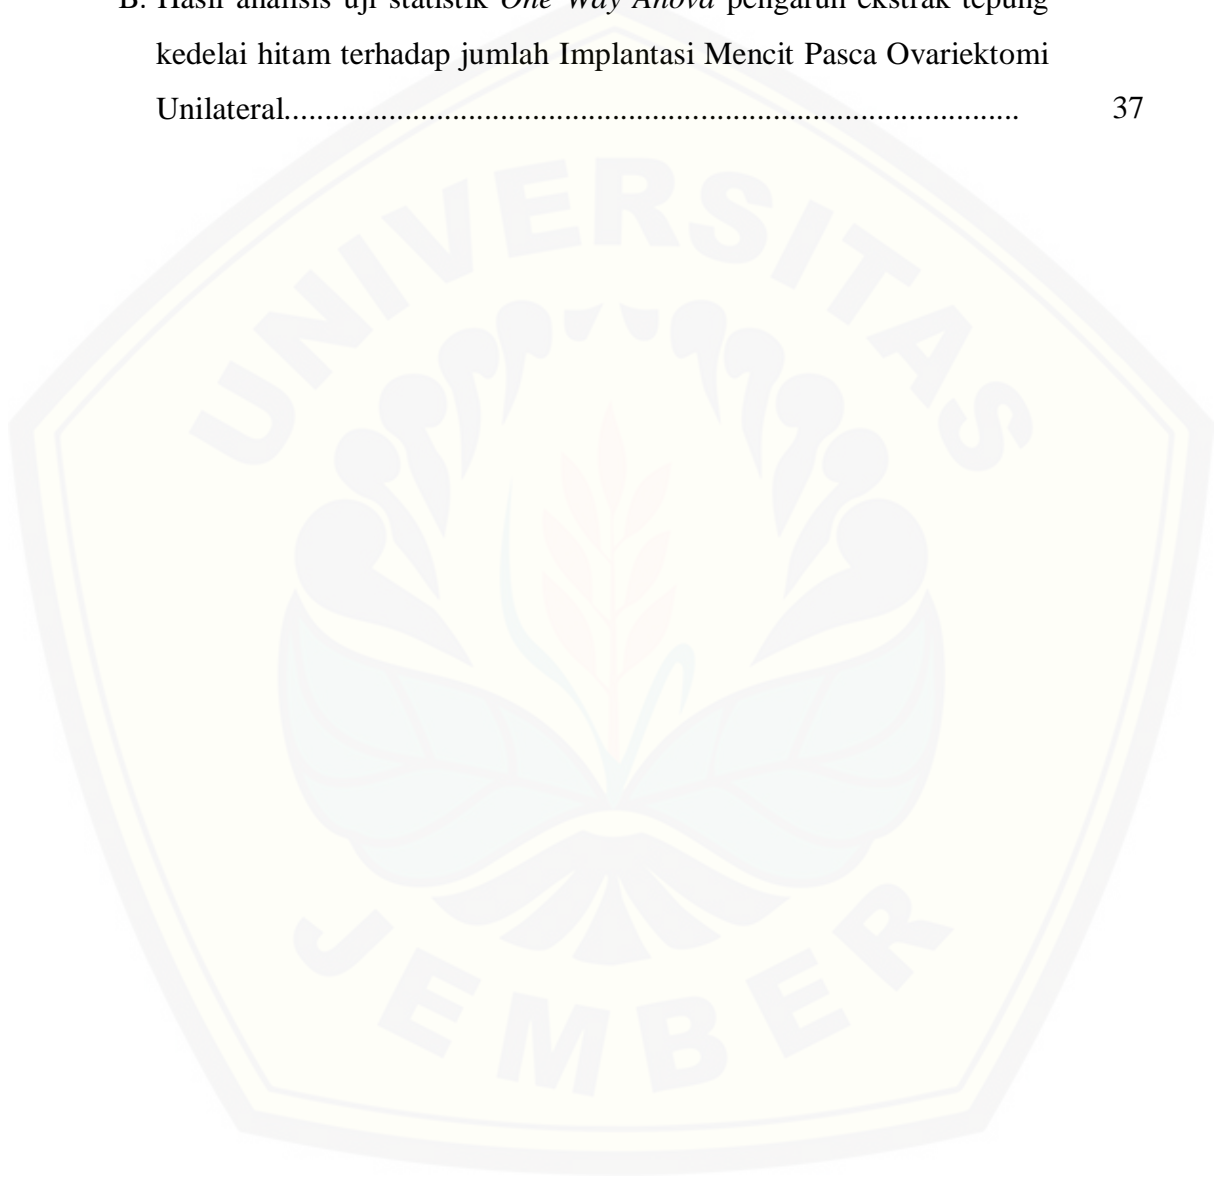 B. Hasil analisis uji statistik One Way Anova pengaruh ekstrak tepung
kedelai hitam terhadap jumlah Implantasi Mencit Pasca Ovariektomi
Unilateral........................................................................................... 37
UNIVERSITAS
JEMBER